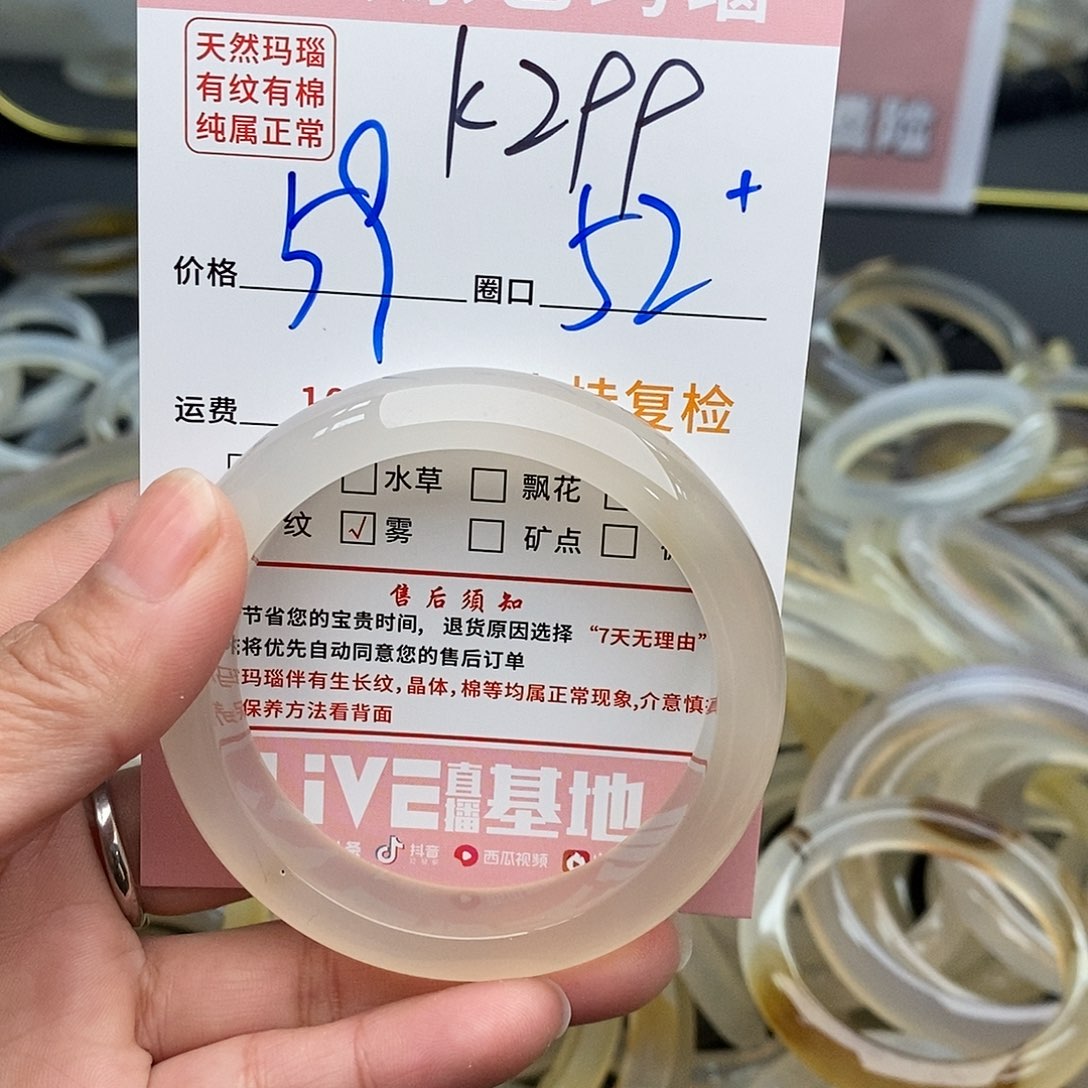 天然玛瑙
有纹有棉
纯属正常
k2pp
价格 59 圈口 52+
运费
复检
水草 飘花
纹 √ 雾 矿点
售后須知
节省您的宝贵时间, 退货原因选择 “7天无理由”
将优先自动同意您的售后订单
玛瑙伴有生长纹,晶体,棉等均属正常现象,介意慎
保养方法看背面
LiVE直播基地
抖音 西瓜视频